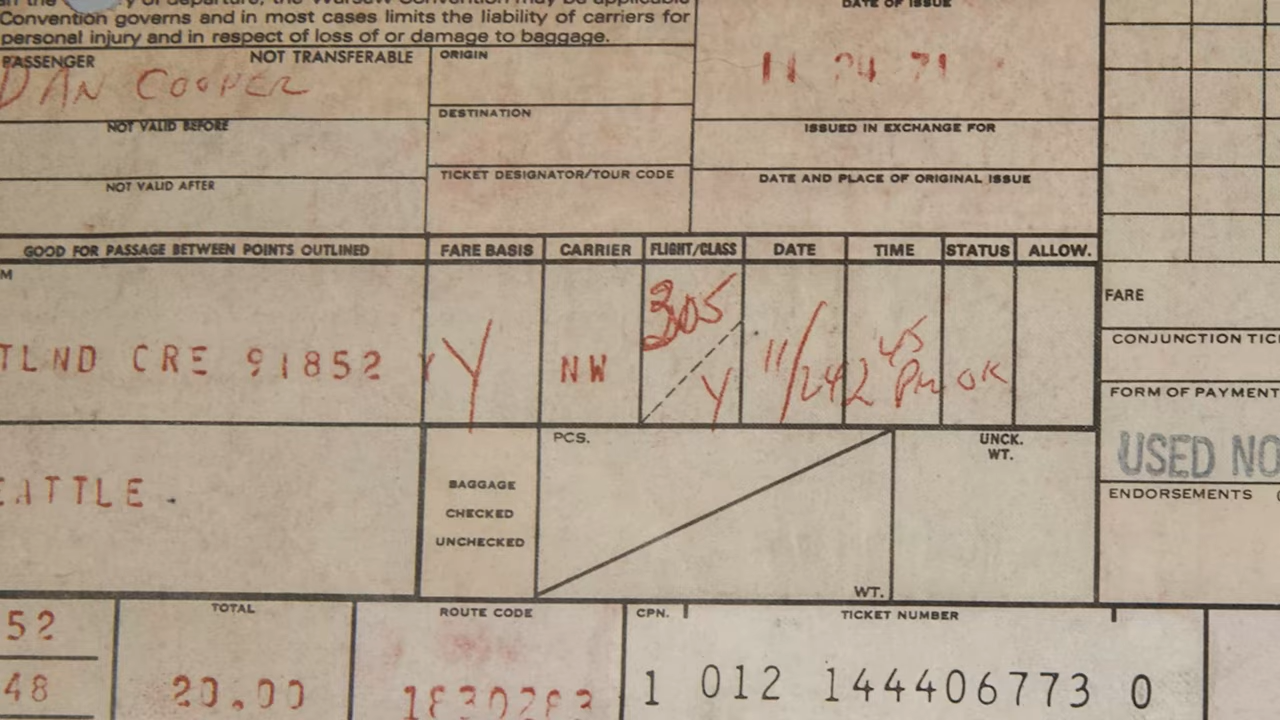 Convention governs and in most cases limits the liability of carriers for
personal injury and in respect of loss of or damage to baggage.
DATE OF ISSUE
11 24 71
PASSENGER NOT TRANSFERABLE
DAN COOPER
ORIGIN
NOT VALID BEFORE
DESTINATION
ISSUED IN EXCHANGE FOR
NOT VALID AFTER
TICKET DESIGNATOR/TOUR CODE
DATE AND PLACE OF ORIGINAL ISSUE
GOOD FOR PASSAGE BETWEEN POINTS OUTLINED FARE BASIS CARRIER FLIGHT/CLASS DATE TIME STATUS ALLOW.
M
TLND CRE 91852 Y Y NW 305 Y 11/24 2 45 PM OK
FARE
CONJUNCTION TIC
FORM OF PAYMENT
USED NO
ENDORSEMENTS
EATTLE.
BAGGAGE
CHECKED
UNCHECKED
PCS.
WT.
UNCK.
WT.
52
48
TOTAL
20.00
ROUTE CODE
CPN. TICKET NUMBER
1 012 144406773 0